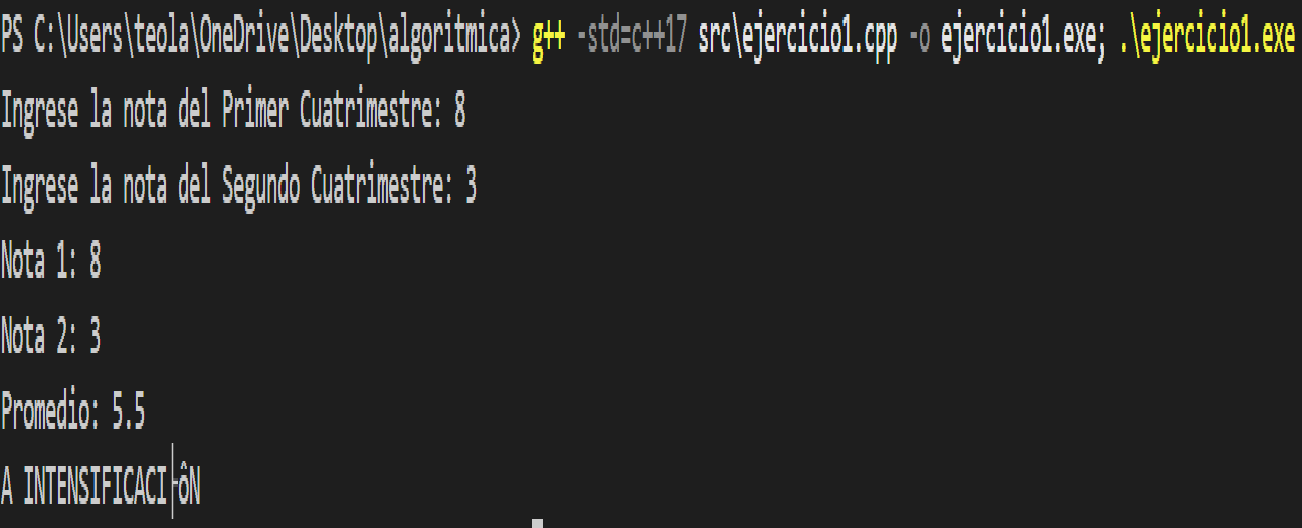 PS C:\Users\teola\OneDrive\Desktop\algoritmica> g++ -std=c++17 src\ejercicio1.cpp -o ejercicio1.exe; .\ejercicio1.exe
Ingrese la nota del Primer Cuatrimestre: 8
Ingrese la nota del Segundo Cuatrimestre: 3
Nota 1: 8
Nota 2: 3
Promedio: 5.5
A INTENSIFICACI├ôN